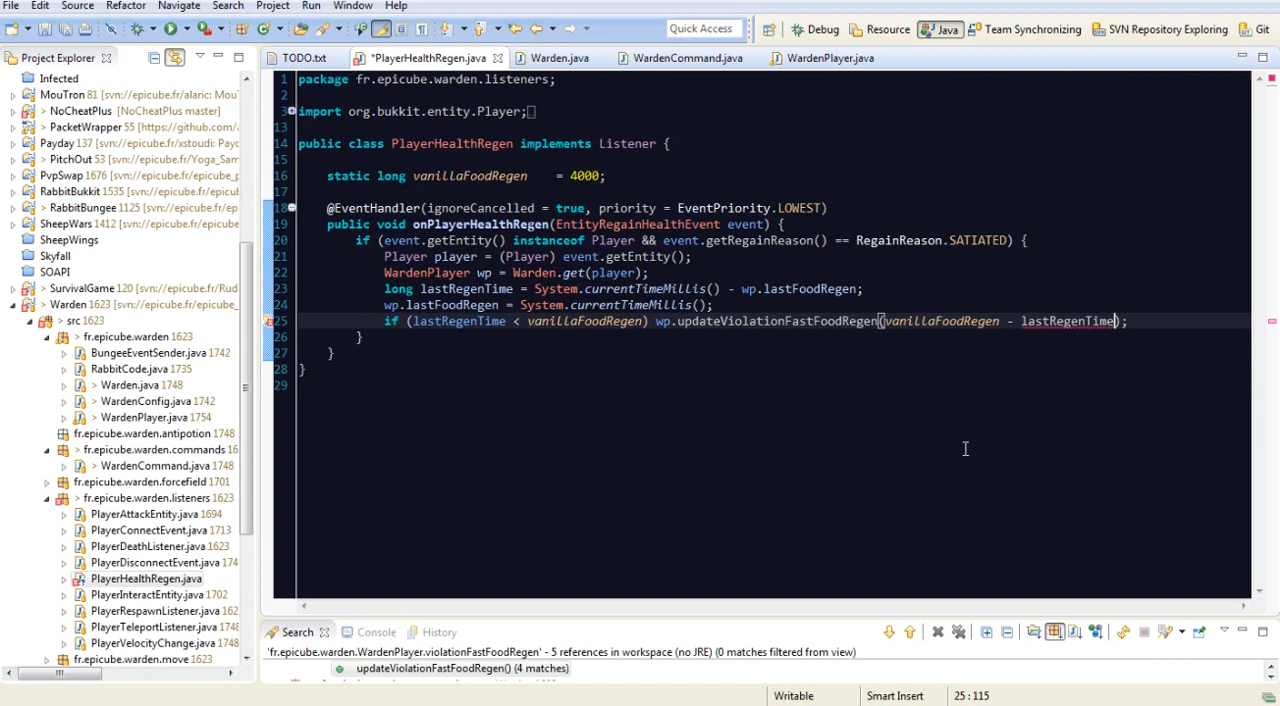 File Edit Source Refactor Navigate Search Project Run Window Help
Quick Access Debug Resource Java Team Synchronizing SVN Repository Exploring Git
Project Explorer
TODO.txt *PlayerHealthRegen.java Warden.java WardenCommand.java WardenPlayer.java
Infected
MouTron 81 [svn://epicube.fr/alaric: Mou
> NoCheatPlus [NoCheatPlus master]
> PacketWrapper 55 [https://github.com/
Payday 137 [svn://epicube.fr/xstoudi: Payd
> PitchOut 53 [svn://epicube.fr/Yoga_Sam
PvpSwap 1676 [svn://epicube.fr/epicube_p
RabbitBukkit 1535 [svn://epicube.fr/epicu
> RabbitBungee 1125 [svn://epicube.fr/ep
SheepWars 1412 [svn://epicube.fr/epicub
SheepWings
Skyfall
SOAPI
> SurvivalGame 120 [svn://epicube.fr/Rud
> Warden 1623 [svn://epicube.fr/epicube_
> src 1623
> fr.epicube.warden 1623
BungeeEventSender.java 1742
RabbitCode.java 1735
> Warden.java 1748
> WardenConfig.java 1742
> WardenPlayer.java 1754
fr.epicube.warden.antipotion 1748
> fr.epicube.warden.commands 16
> WardenCommand.java 1748
fr.epicube.warden.forcefield 1701
> fr.epicube.warden.listeners 1623
PlayerAttackEntity.java 1694
PlayerConnectEvent.java 1713
PlayerDeathListener.java 1623
PlayerDisconnectEvent.java 174
PlayerHealthRegen.java
PlayerInteractEntity.java 1702
PlayerRespawnListener.java 162
PlayerTeleportListener.java 1748
PlayerVelocityChange.java 1748
fr.epicube.warden.move 1623
1 package fr.epicube.warden.listeners;
2
3 import org.bukkit.entity.Player;
13
14 public class PlayerHealthRegen implements Listener {
15
16 static long vanillaFoodRegen = 4000;
17
18 @EventHandler(ignoreCancelled = true, priority = EventPriority.LOWEST)
19 public void onPlayerHealthRegen(EntityRegainHealthEvent event) {
20 if (event.getEntity() instanceof Player && event.getRegainReason() == RegainReason.SATIATED) {
21 Player player = (Player) event.getEntity();
22 WardenPlayer wp = Warden.get(player);
23 long lastRegenTime = System.currentTimeMillis() - wp.lastFoodRegen;
24 wp.lastFoodRegen = System.currentTimeMillis();
25 if (lastRegenTime < vanillaFoodRegen) wp.updateViolationFastFoodRegen(vanillaFoodRegen - lastRegenTime);
26 }
27 }
28 }
29
Search Console History
'fr.epicube.warden.WardenPlayer.violationFastFoodRegen' - 5 references in workspace (no JRE) (0 matches filtered from view)
updateViolationFastFoodRegen() (4 matches)
Writable Smart Insert 25 : 115